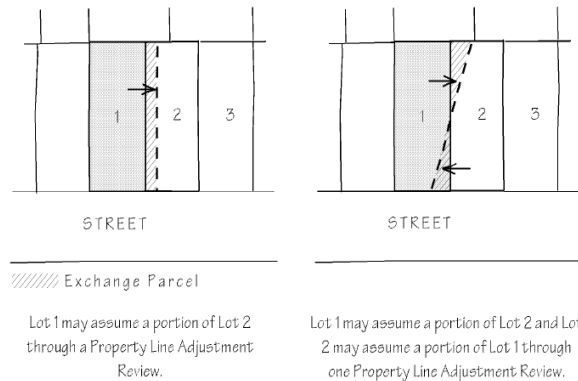 1 2 3
1 2 3
STREET
STREET
Exchange Parcel
Lot 1 may assume a portion of Lot 2
through a Property Line Adjustment
Review.
Lot 1 may assume a portion of Lot 2 and Lot
2 may assume a portion of Lot 1 through
one Property Line Adjustment Review.